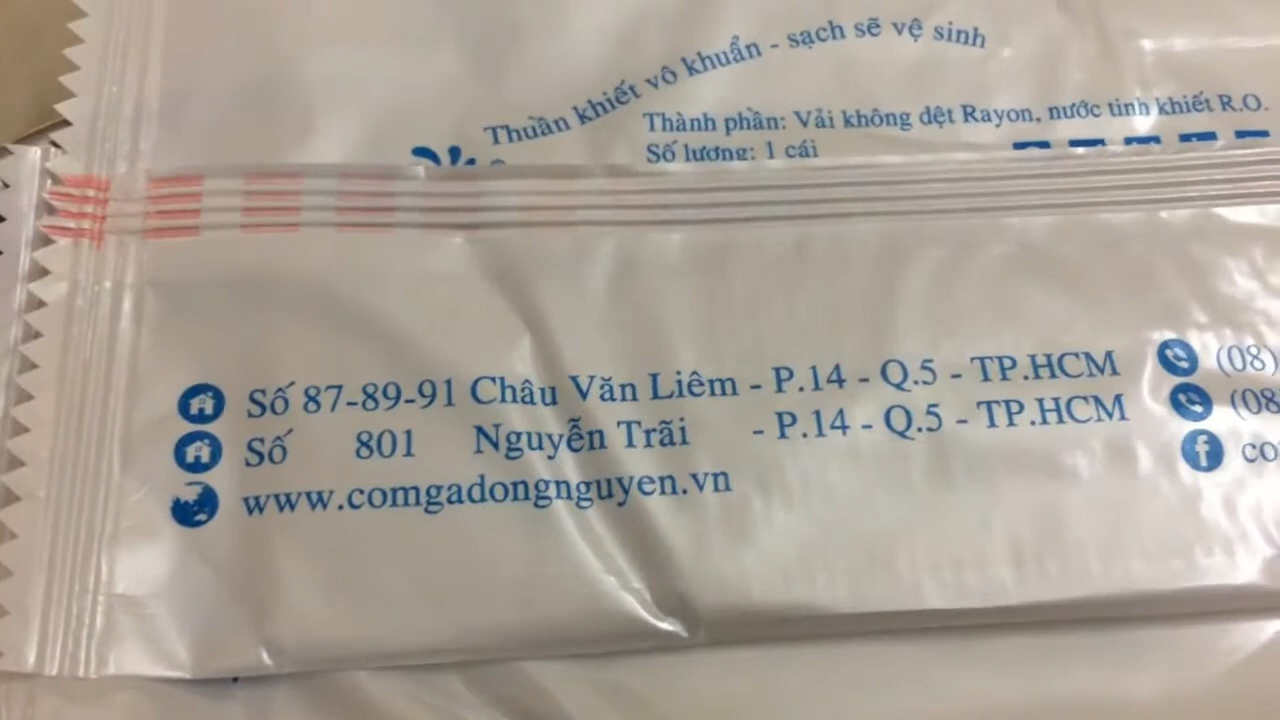 Thuần khiết vô khuẩn - sạch sẽ vệ sinh
Thành phần: Vải không dệt Rayon, nước tinh khiết R.O.
Số lượng: 1 cái
Số 87-89-91 Châu Văn Liêm - P.14 - Q.5 - TP.HCM (08)
Số 801 Nguyễn Trãi - P.14 - Q.5 - TP.HCM (08
www.comgadongnguyen.vn co